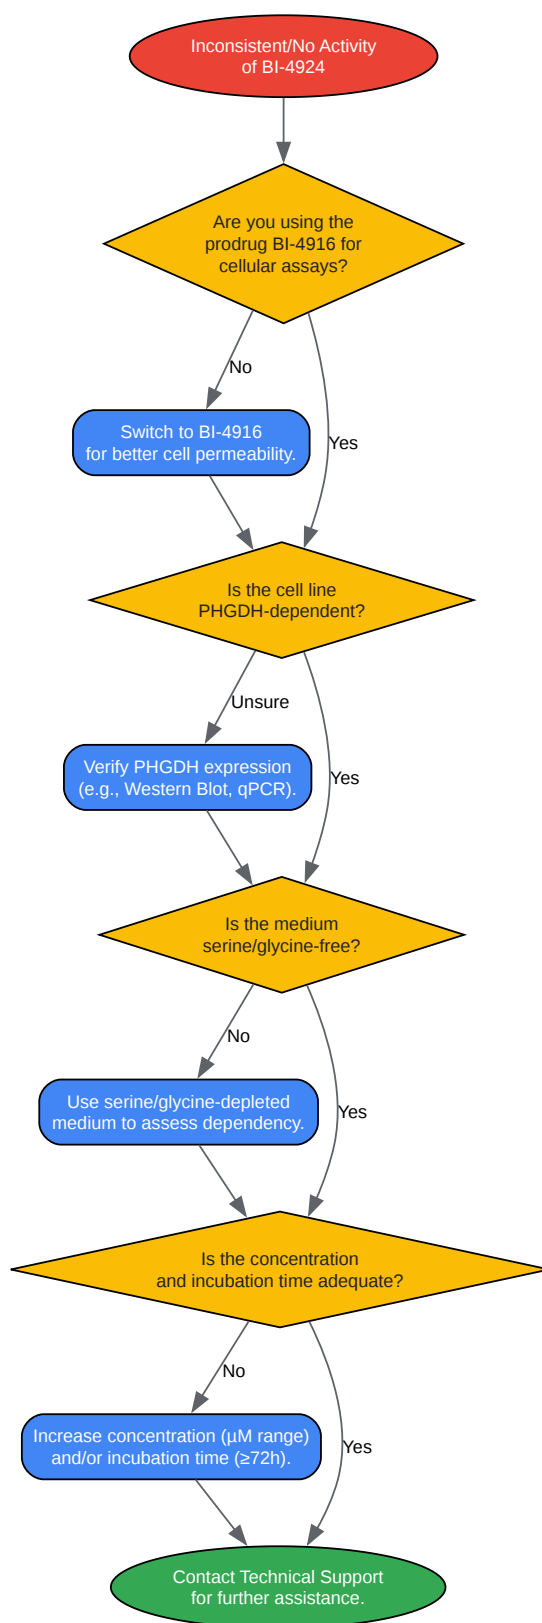 Inconsistent/No Activity
of BI-4924
Are you using the
prodrug BI-4916 for
cellular assays?
No
Switch to BI-4916
for better cell permeability.
Yes
Is the cell line
PHGDH-dependent?
Unsure
Verify PHGDH expression
(e.g., Western Blot, qPCR).
Yes
Is the medium
serine/glycine-free?
No
Use serine/glycine-depleted
medium to assess dependency.
Yes
Is the concentration
and incubation time adequate?
No
Increase concentration (µM range)
and/or incubation time (≥72h).
Yes
Contact Technical Support
for further assistance.